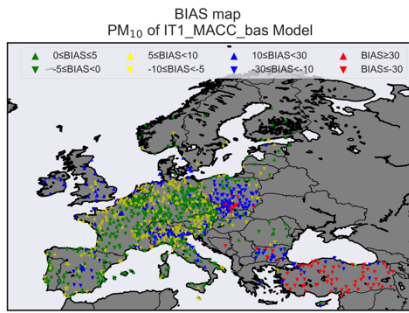 BIAS map
PM₁₀ of IT1_MACC_bas Model
0≤BIAS≤5 5≤BIAS<10 10≤BIAS<30 BIAS≥30
-5≤BIAS<0 -10≤BIAS<-5 -30≤BIAS<-10 BIAS≤-30